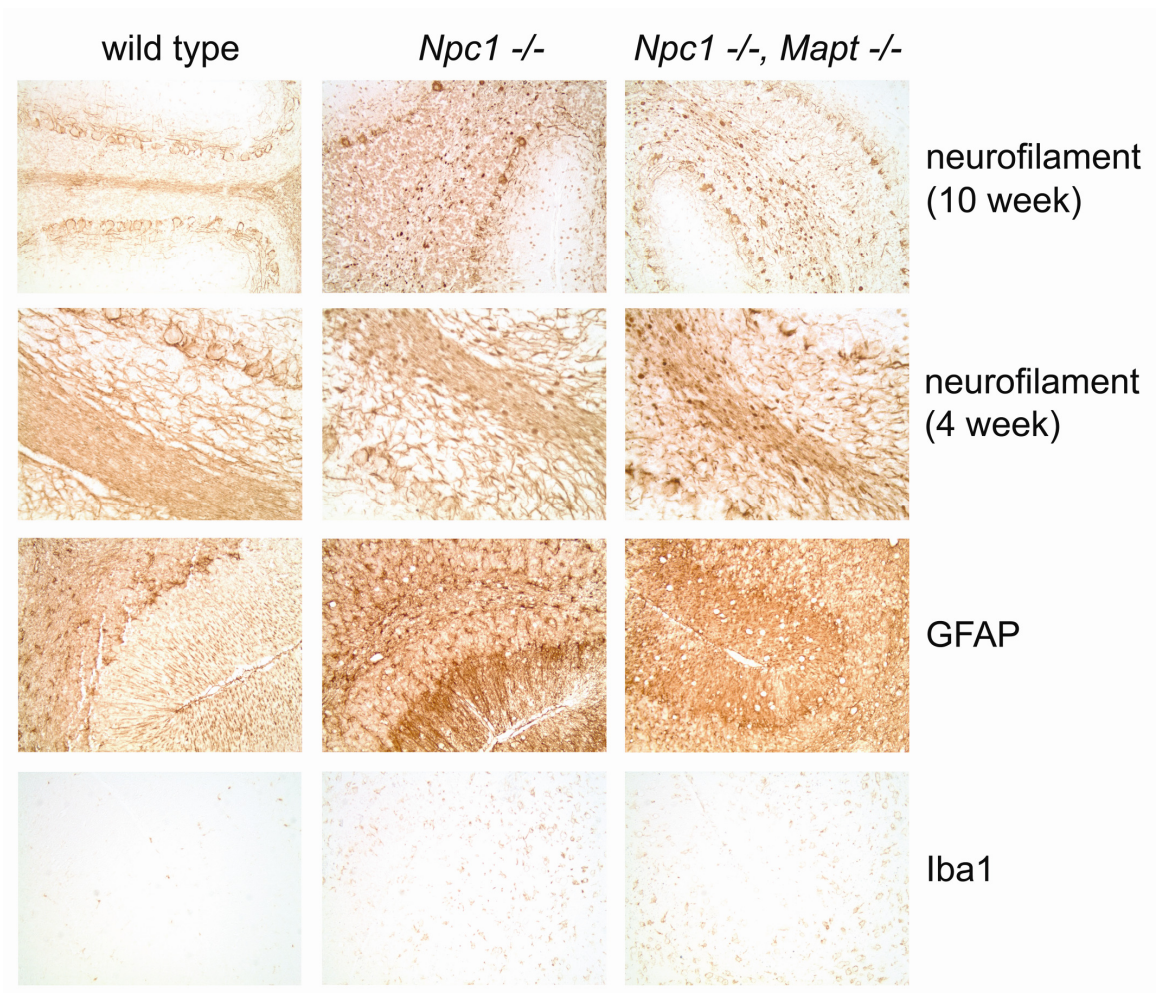 wild type
Npc1 -/-
Npc1 -/-, Mapt -/-
neurofilament
(10 week)
neurofilament
(4 week)
GFAP
Iba1